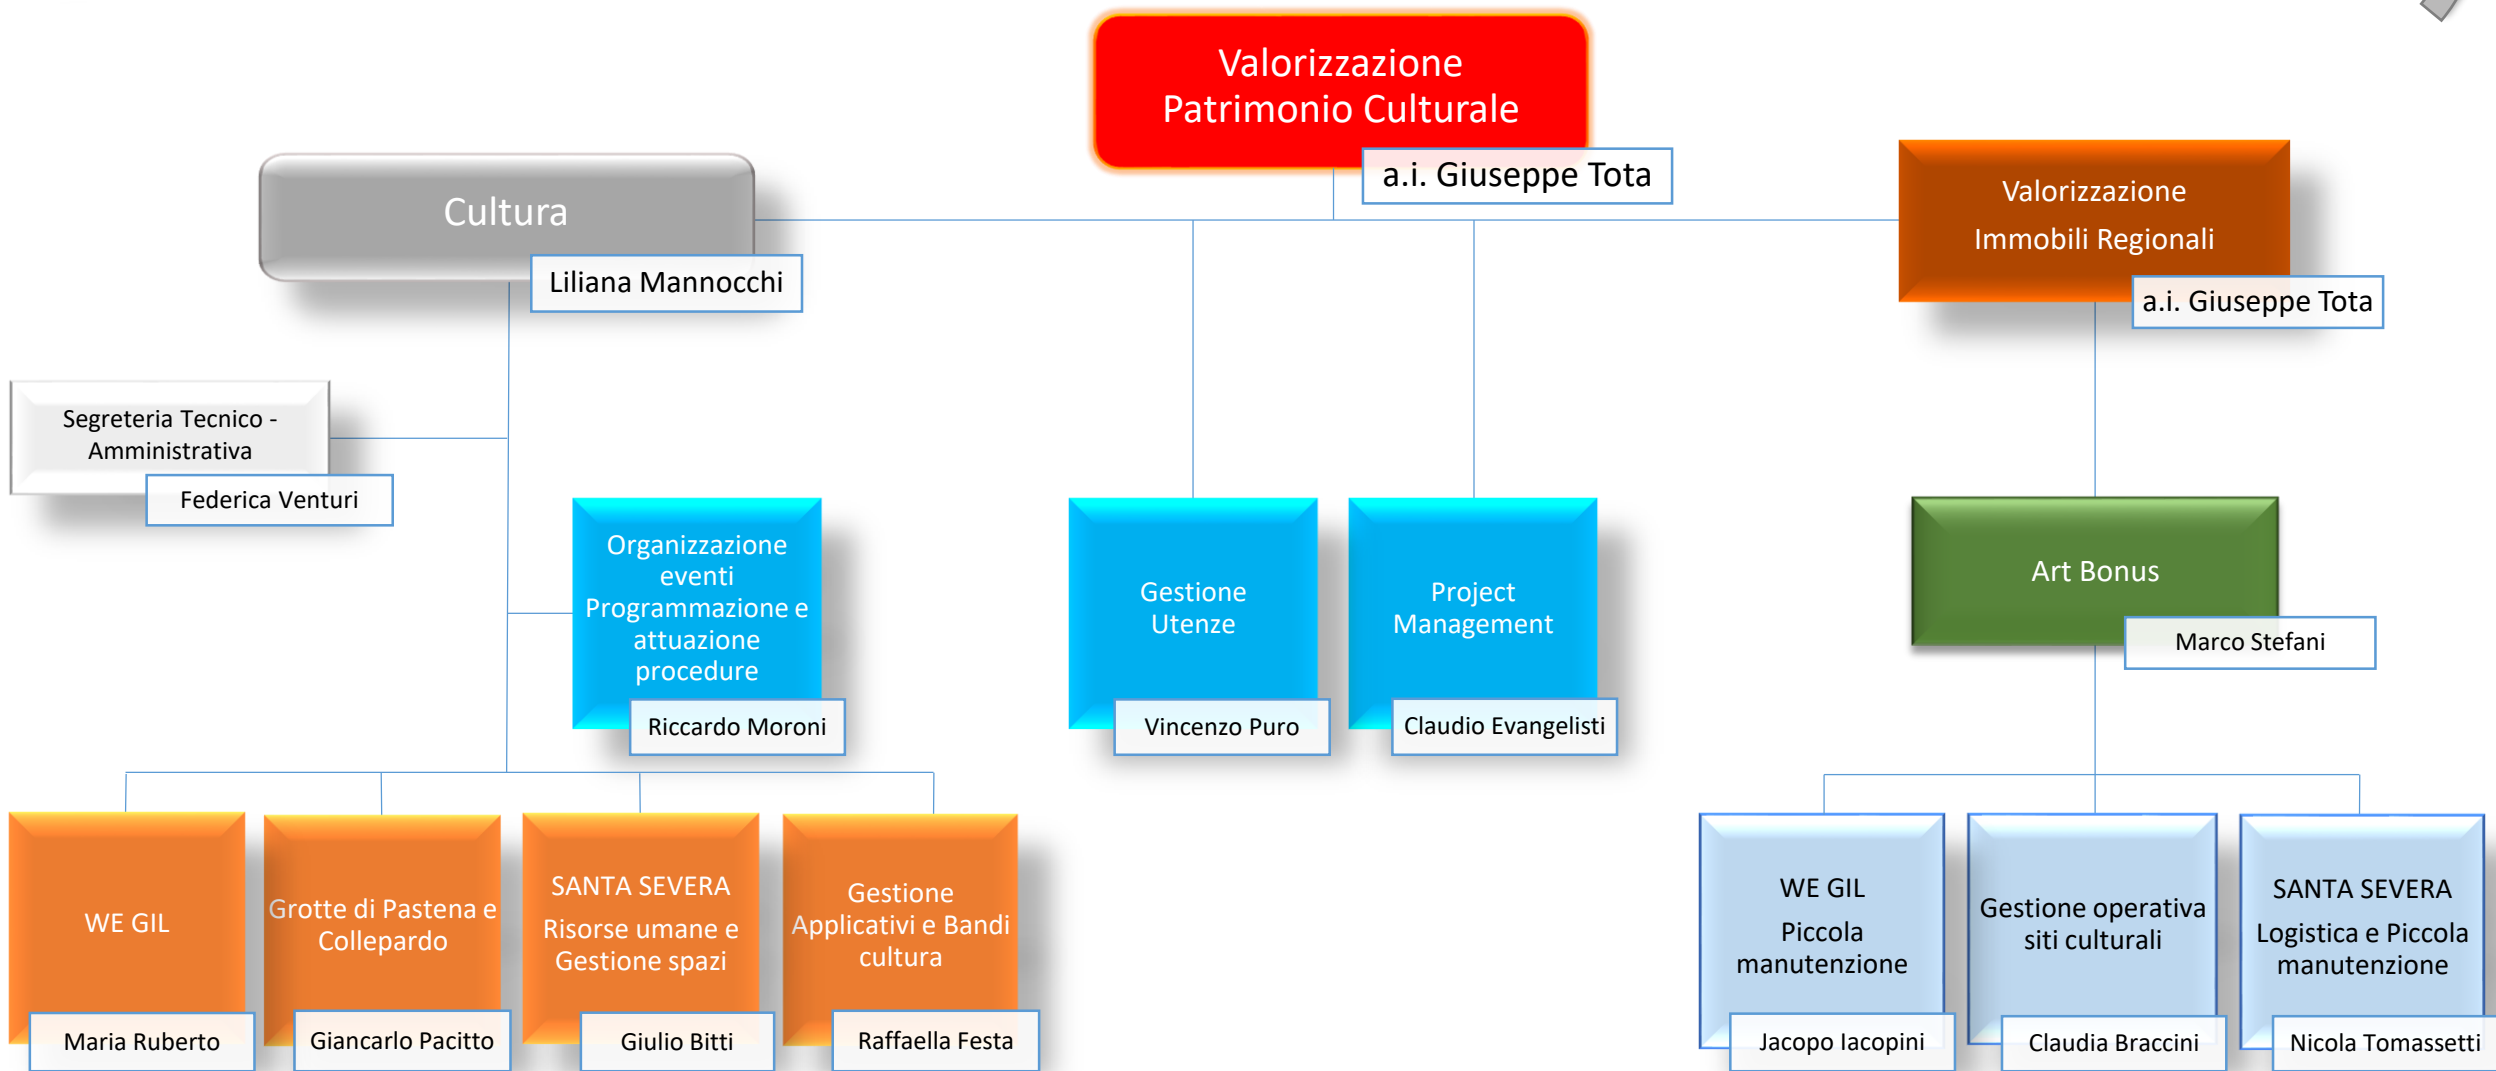 Valorizzazione
Patrimonio Culturale
a.i. Giuseppe Tota
Cultura
Liliana Mannocchi
Valorizzazione
Immobili Regionali
a.i. Giuseppe Tota
Segreteria Tecnico -
Amministrativa
Federica Venturi
Organizzazione
eventi
Programmazione e
attuazione
procedure
Riccardo Moroni
Gestione
Utenze
Vincenzo Puro
Project
Management
Claudio Evangelisti
Art Bonus
Marco Stefani
WE GIL
Maria Ruberto
Grotte di Pastena e
Collepardo
Giancarlo Pacitto
SANTA SEVERA
Risorse umane e
Gestione spazi
Giulio Bitti
Gestione
Applicativi e Bandi
cultura
Raffaella Festa
WE GIL
Piccola
manutenzione
Jacopo Iacopini
Gestione operativa
siti culturali
Claudia Braccini
SANTA SEVERA
Logistica e Piccola
manutenzione
Nicola Tomassetti